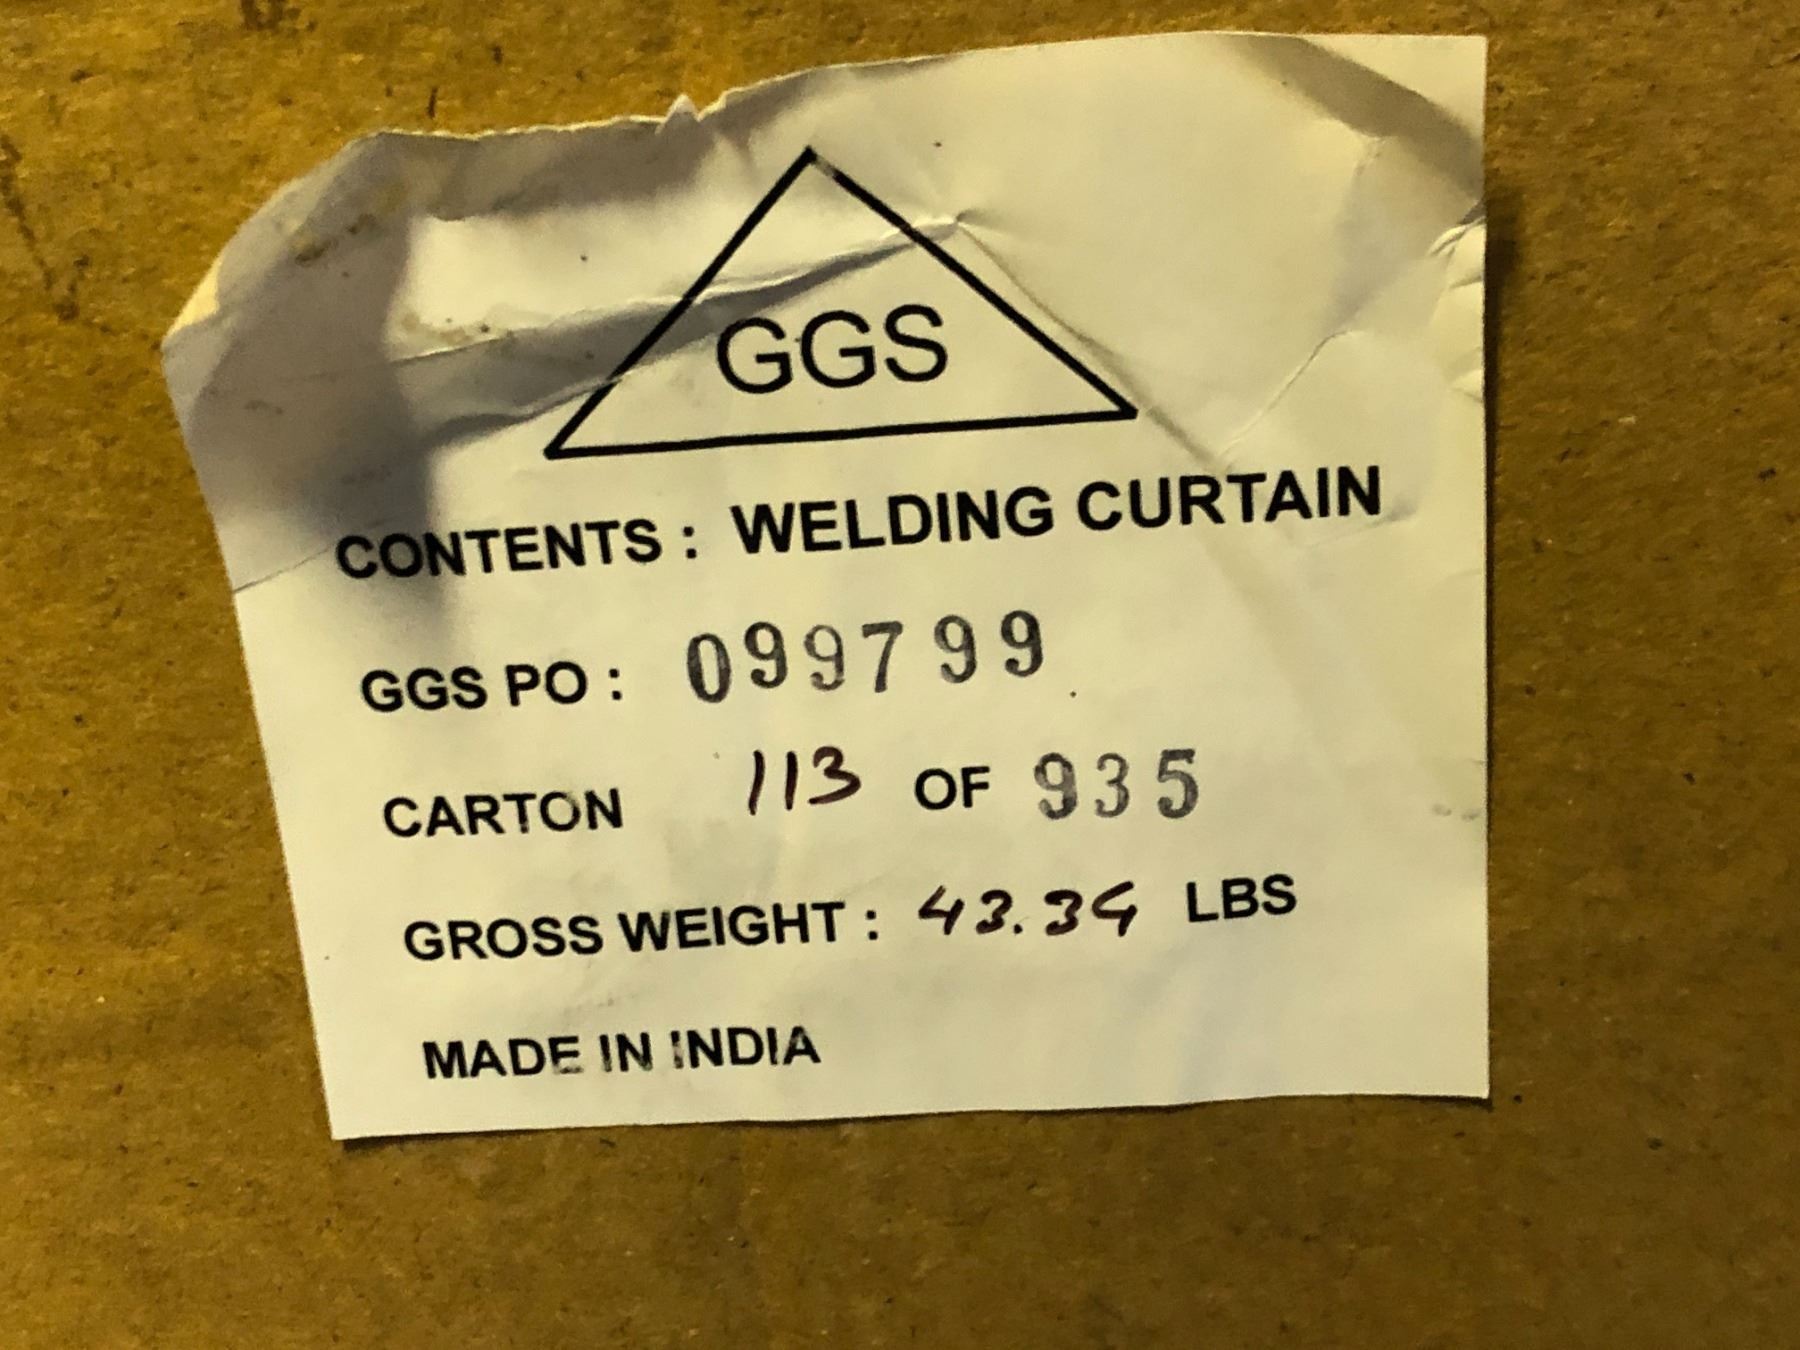 GGS
CONTENTS : WELDING CURTAIN
GGS PO : 099799
CARTON 113 OF 935
GROSS WEIGHT : 43.34 LBS
MADE IN INDIA